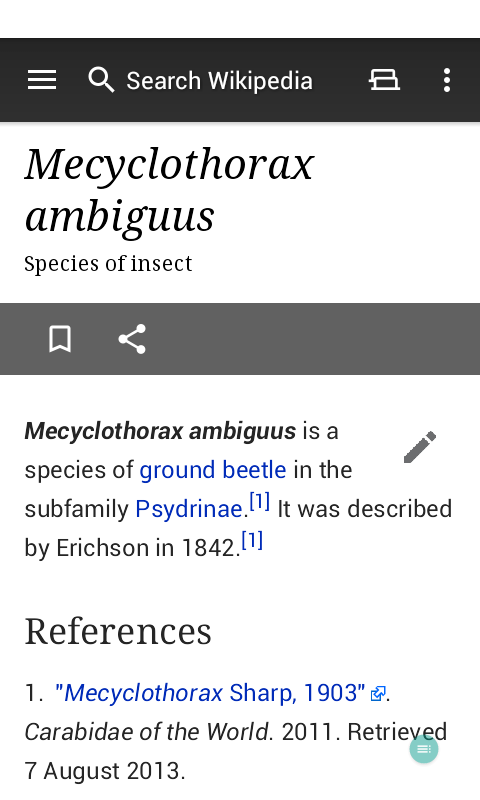 Search Wikipedia
Mecyclothorax
ambiguus
Species of insect
Mecyclothorax ambiguus is a
species of ground beetle in the
subfamily Psydrinae.[1] It was described
by Erichson in 1842.[1]
References
1. "Mecyclothorax Sharp, 1903".
Carabidae of the World. 2011. Retrieved
7 August 2013.